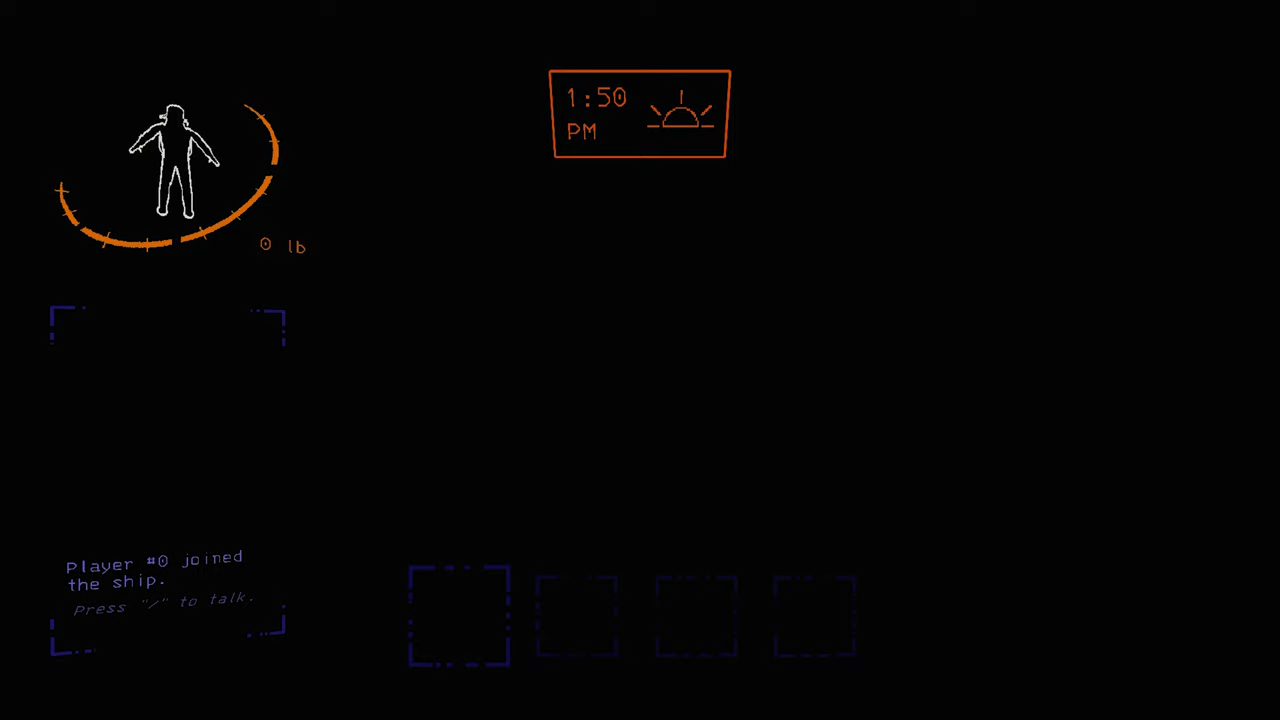 1:50
PM
0 lb
Player #0 joined
the ship.
Press "/" to talk.